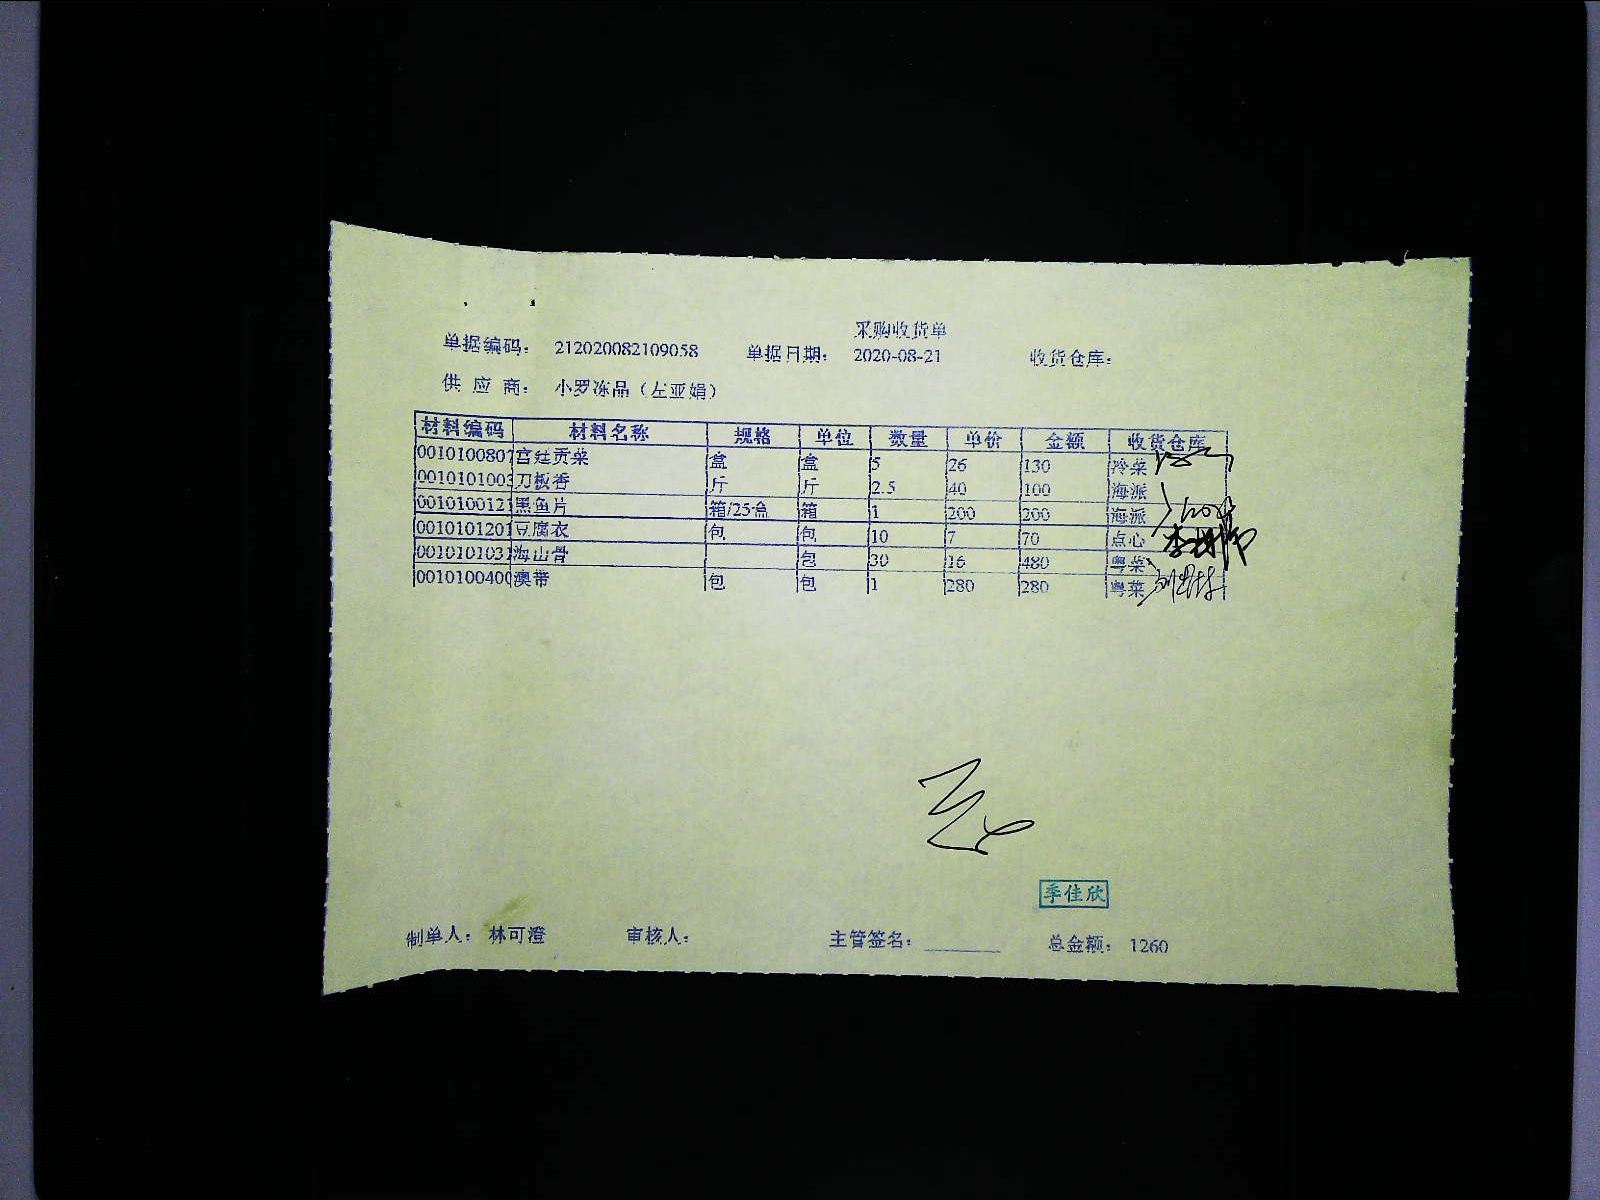 采购收货单
单据编码： 212020082109058 单据日期： 2020-08-21 收货仓库：
供 应 商： 小罗冻品（左亚娟）
材料编码 材料名称 规格 单位 数量 单价 金额 收货仓库
0010100807 宫廷贡菜 盒 盒 5 26 130 冷菜
0010101003 刀板香 斤 斤 2.5 40 100 海派
0010100121 黑鱼片 箱/25盒 箱 1 200 200 海派
0010101201 豆腐衣 包 包 10 7 70 点心
0010101031 海山骨 包 30 16 480 粤菜
0010100400 澳带 包 包 1 280 280 粤菜
季佳欣
制单人： 林可澄 审核人： 主管签名： 总金额： 1260